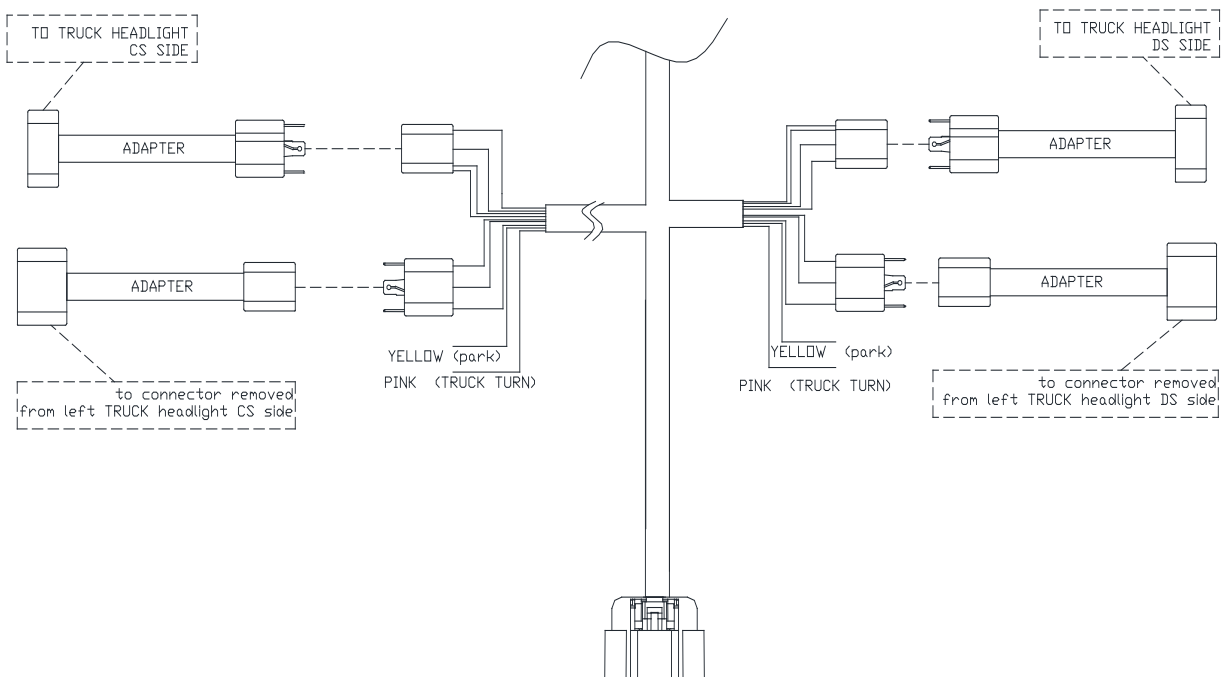 TO TRUCK HEADLIGHT
CS SIDE
TO TRUCK HEADLIGHT
DS SIDE
ADAPTER
ADAPTER
ADAPTER
ADAPTER
YELLOW (park)
PINK (TRUCK TURN)
YELLOW (park)
PINK (TRUCK TURN)
to connector removed
from left TRUCK headlight CS side
to connector removed
from left TRUCK headlight DS side